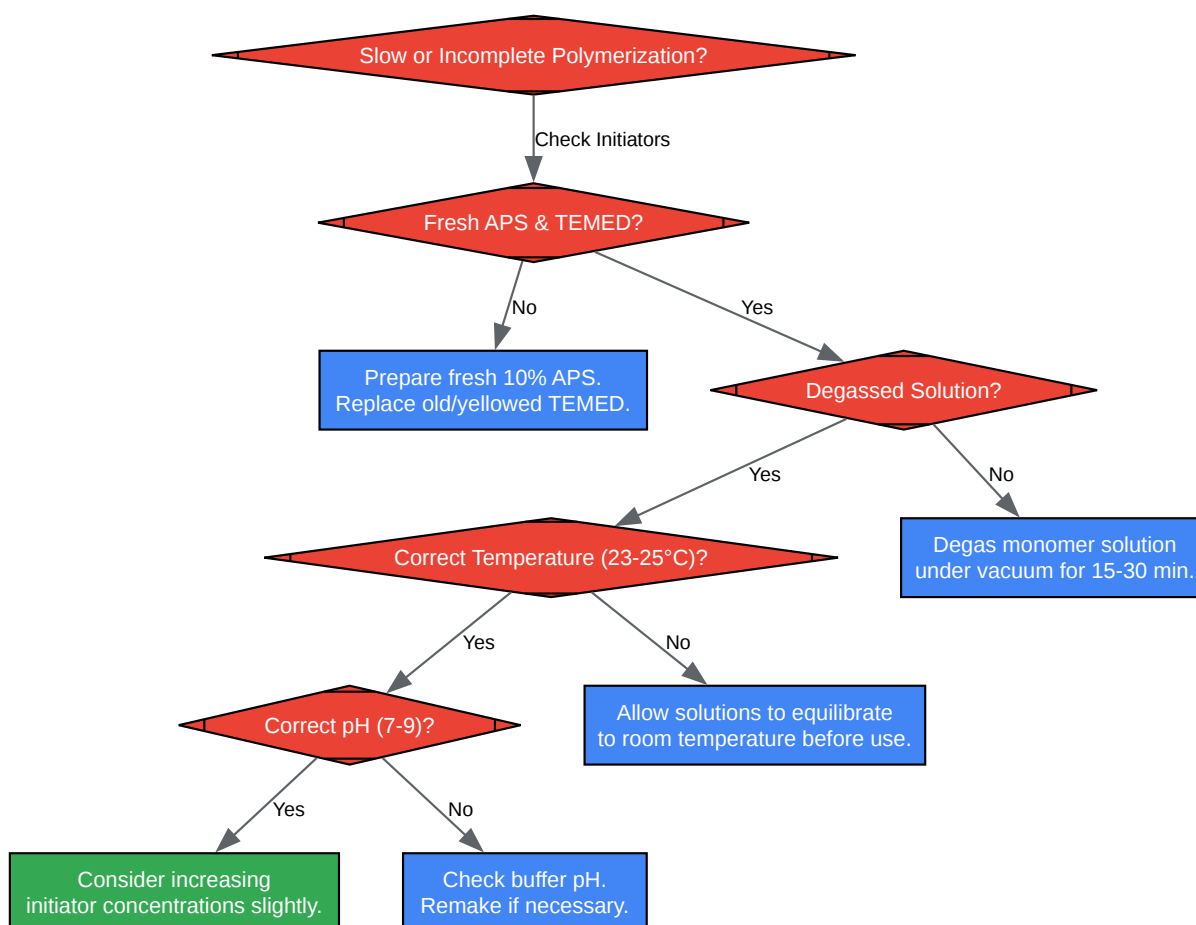 Slow or Incomplete Polymerization?
Check Initiators
Fresh APS & TEMED?
No
Yes
Prepare fresh 10% APS.
Replace old/yellowed TEMED.
Degassed Solution?
Yes
No
Correct Temperature (23-25°C)?
Degas monomer solution
under vacuum for 15-30 min.
Yes
No
Correct pH (7-9)?
Allow solutions to equilibrate
to room temperature before use.
Yes
No
Consider increasing
initiator concentrations slightly.
Check buffer pH.
Remake if necessary.